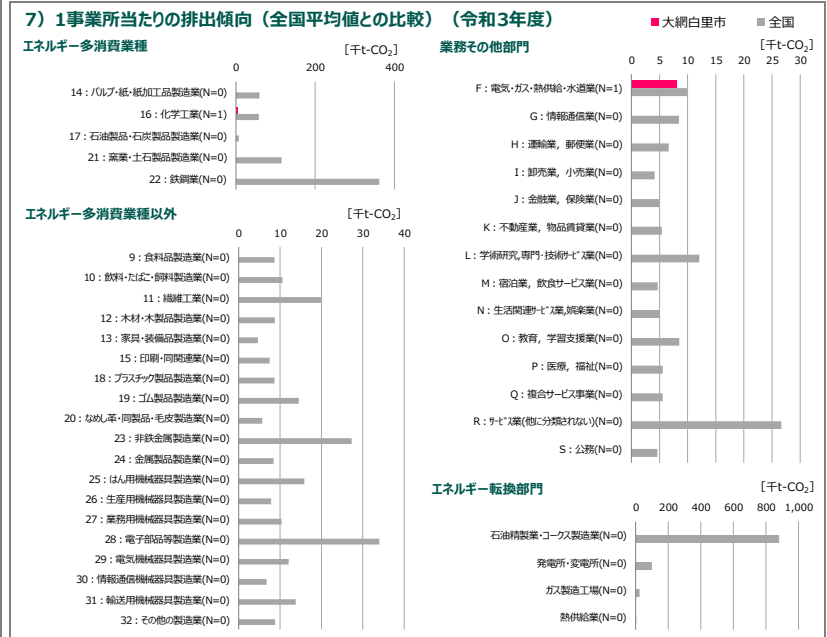 7）1事業所当たりの排出傾向（全国平均値との比較）（令和3年度）
■大網白里市 ■全国
エネルギー多消費業種
[千t-CO₂]
0 200 400
14：パルプ･紙･紙加工品製造業(N=0)
16：化学工業(N=1)
17：石油製品･石炭製品製造業(N=0)
21：窯業･土石製品製造業(N=0)
22：鉄鋼業(N=0)
エネルギー多消費業種以外
[千t-CO₂]
0 10 20 30 40
9：食料品製造業(N=0)
10：飲料･たばこ･飼料製造業(N=0)
11：繊維工業(N=0)
12：木材･木製品製造業(N=0)
13：家具･装備品製造業(N=0)
15：印刷･同関連業(N=0)
18：プラスチック製品製造業(N=0)
19：ゴム製品製造業(N=0)
20：なめし革･同製品･毛皮製造業(N=0)
23：非鉄金属製造業(N=0)
24：金属製品製造業(N=0)
25：はん用機械器具製造業(N=0)
26：生産用機械器具製造業(N=0)
27：業務用機械器具製造業(N=0)
28：電子部品等製造業(N=0)
29：電気機械器具製造業(N=0)
30：情報通信機械器具製造業(N=0)
31：輸送用機械器具製造業(N=0)
32：その他の製造業(N=0)
業務その他部門
[千t-CO₂]
0 5 10 15 20 25 30
F：電気･ガス･熱供給･水道業(N=1)
G：情報通信業(N=0)
H：運輸業，郵便業(N=0)
I：卸売業，小売業(N=0)
J：金融業，保険業(N=0)
K：不動産業，物品賃貸業(N=0)
L：学術研究,専門･技術ｻｰﾋﾞｽ業(N=0)
M：宿泊業，飲食サービス業(N=0)
N：生活関連ｻｰﾋﾞｽ業,娯楽業(N=0)
O：教育，学習支援業(N=0)
P：医療，福祉(N=0)
Q：複合サービス事業(N=0)
R：ｻｰﾋﾞｽ業(他に分類されない)(N=0)
S：公務(N=0)
エネルギー転換部門
[千t-CO₂]
0 200 400 600 800 1,000
石油精製業･コークス製造業(N=0)
発電所･変電所(N=0)
ガス製造工場(N=0)
熱供給業(N=0)